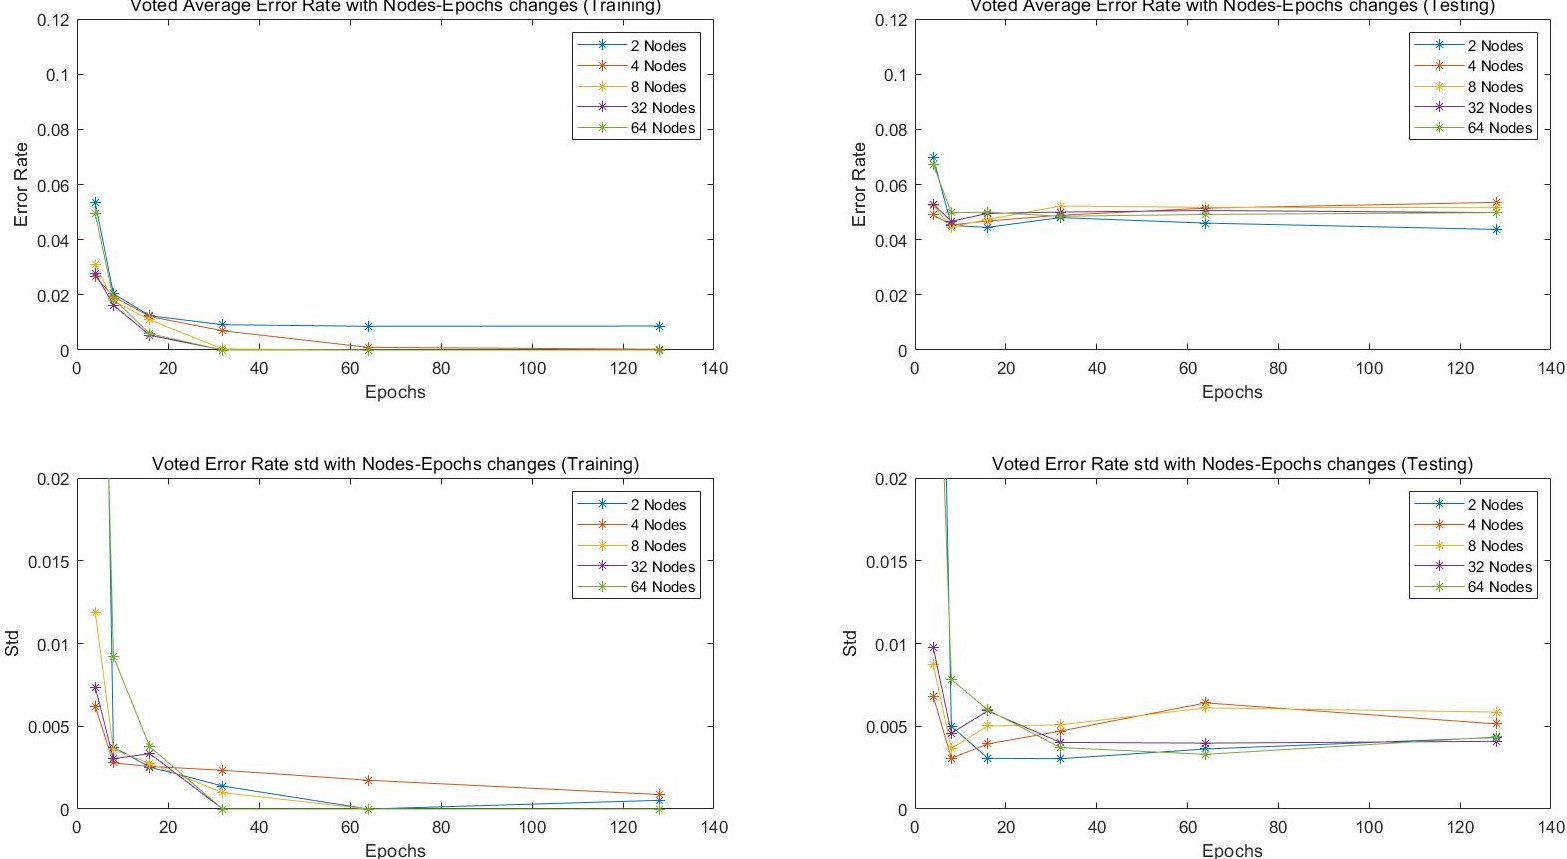 Voted Average Error Rate with Nodes-Epochs changes (Training)
0.12
0.1
0.08
0.06
0.04
0.02
0
Error Rate
2 Nodes
4 Nodes
8 Nodes
32 Nodes
64 Nodes
0 20 40 60 80 100 120 140
Epochs
Voted Average Error Rate with Nodes-Epochs changes (Testing)
0.12
0.1
0.08
0.06
0.04
0.02
0
Error Rate
2 Nodes
4 Nodes
8 Nodes
32 Nodes
64 Nodes
0 20 40 60 80 100 120 140
Epochs
Voted Error Rate std with Nodes-Epochs changes (Training)
0.02
0.015
0.01
0.005
0
Std
2 Nodes
4 Nodes
8 Nodes
32 Nodes
64 Nodes
0 20 40 60 80 100 120 140
Epochs
Voted Error Rate std with Nodes-Epochs changes (Testing)
0.02
0.015
0.01
0.005
0
Std
2 Nodes
4 Nodes
8 Nodes
32 Nodes
64 Nodes
0 20 40 60 80 100 120 140
Epochs